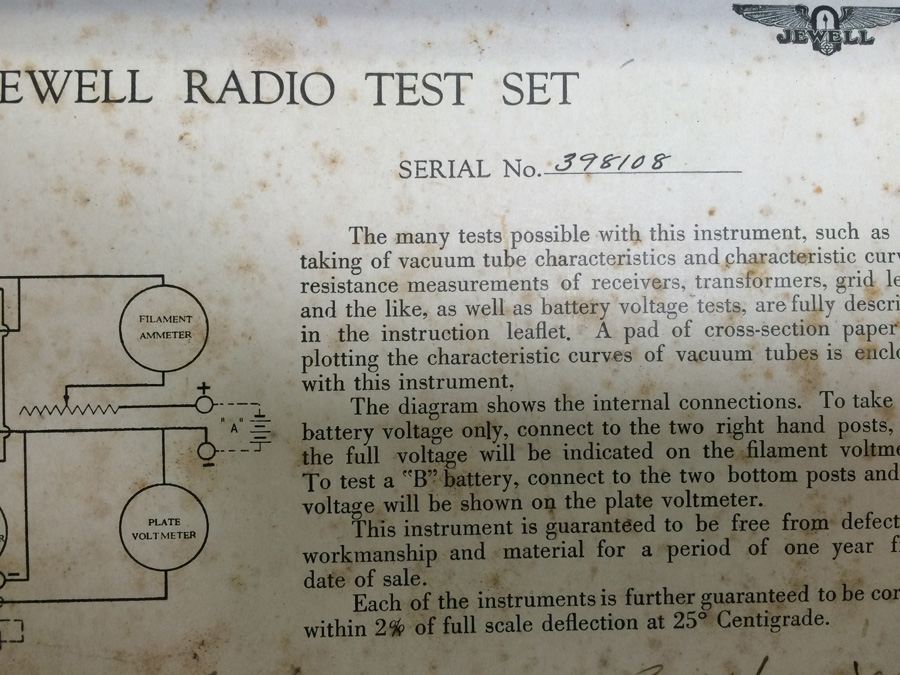 JEWELL
EWELL RADIO TEST SET
SERIAL No. 398108
The many tests possible with this instrument, such as
taking of vacuum tube characteristics and characteristic
resistance measurements of receivers, transformers, grid
and the like, as well as battery voltage tests, are fully
in the instruction leaflet. A pad of cross-section paper
plotting the characteristic curves of vacuum tubes is
with this instrument.
The diagram shows the internal connections. To take
battery voltage only, connect to the two right hand posts,
the full voltage will be indicated on the filament
To test a "B" battery, connect to the two bottom posts and
voltage will be shown on the plate voltmeter.
This instrument is guaranteed to be free from
workmanship and material for a period of one year
date of sale.
Each of the instruments is further guaranteed to be
within 2% of full scale deflection at 25° Centigrade.
FILAMENT
AMMETER
+
"A"
-
PLATE
VOLTMETER
-